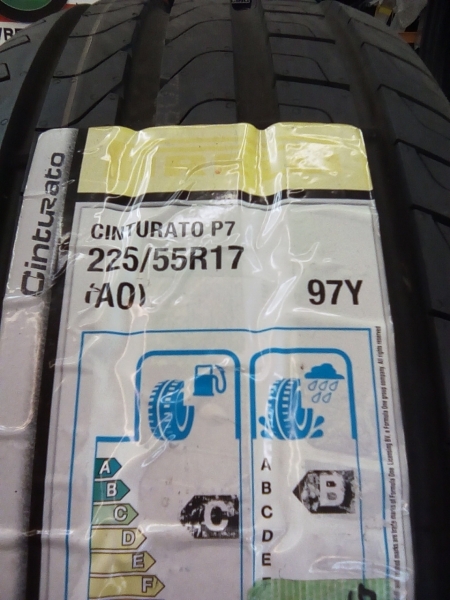 Cinturato
CINTURATO P7
225/55R17
(AO) 97Y
A
B
C
D
E
F
C
A
B
C
D
E
B